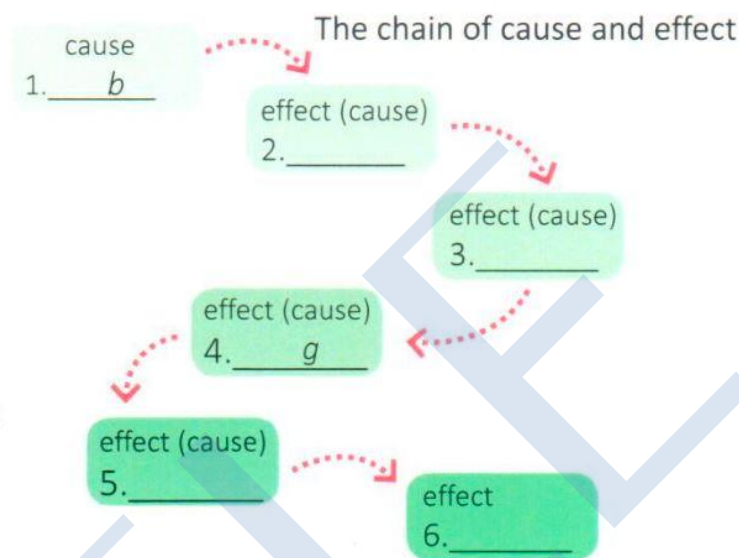 The chain of cause and effect
cause
1. b
effect (cause)
2.
effect (cause)
3.
effect (cause)
4. g
effect (cause)
5.
effect
6.